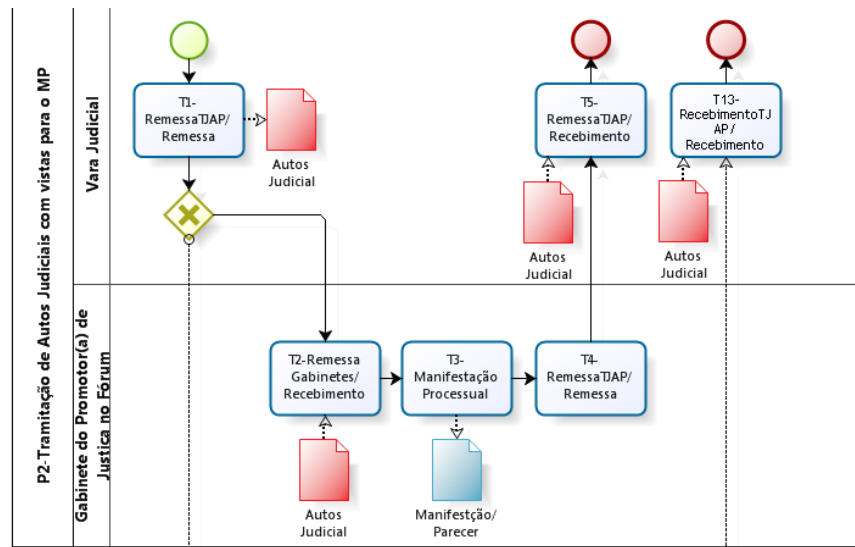 P2-Tramitação de Autos Judiciais com vistas para o MP
Vara Judicial
T1-
RemessaTJAP/
Remessa
Autos
Judicial
T5-
RemessaTJAP/
Recebimento
Autos
Judicial
T13-
RecebimentoTJ
AP/
Recebimento
Autos
Judicial
Gabinete do Promotor(a) de
Justica no Fórum
T2-Remessa
Gabinetes/
Recebimento
Autos
Judicial
T3-
Manifestação
Processual
Manifestção/
Parecer
T4-
RemessaTJAP/
Remessa